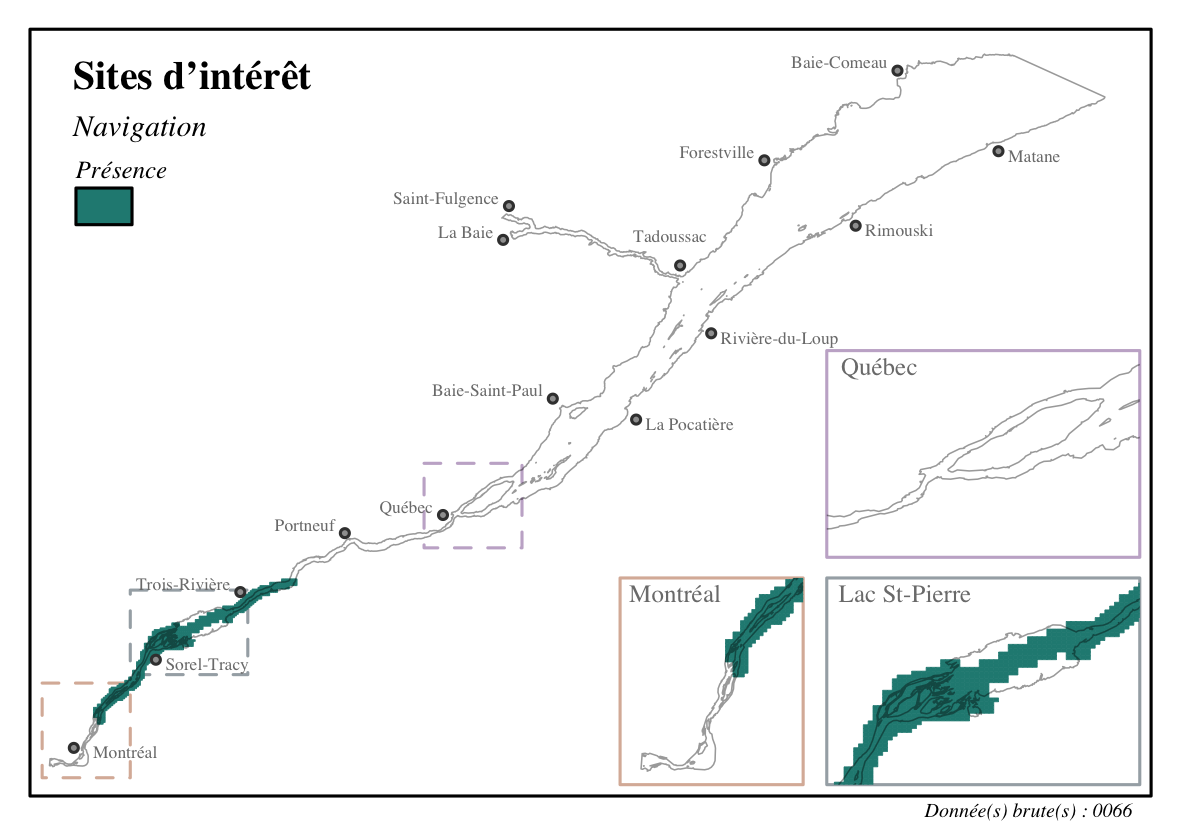 Sites d’intérêt
Navigation
Présence
Baie-Comeau
Forestville
Matane
Saint-Fulgence
La Baie
Tadoussac
Rimouski
Rivière-du-Loup
Baie-Saint-Paul
La Pocatière
Québec
Portneuf
Trois-Rivière
Sorel-Tracy
Montréal
Québec
Montréal
Lac St-Pierre
Donnée(s) brute(s) : 0066